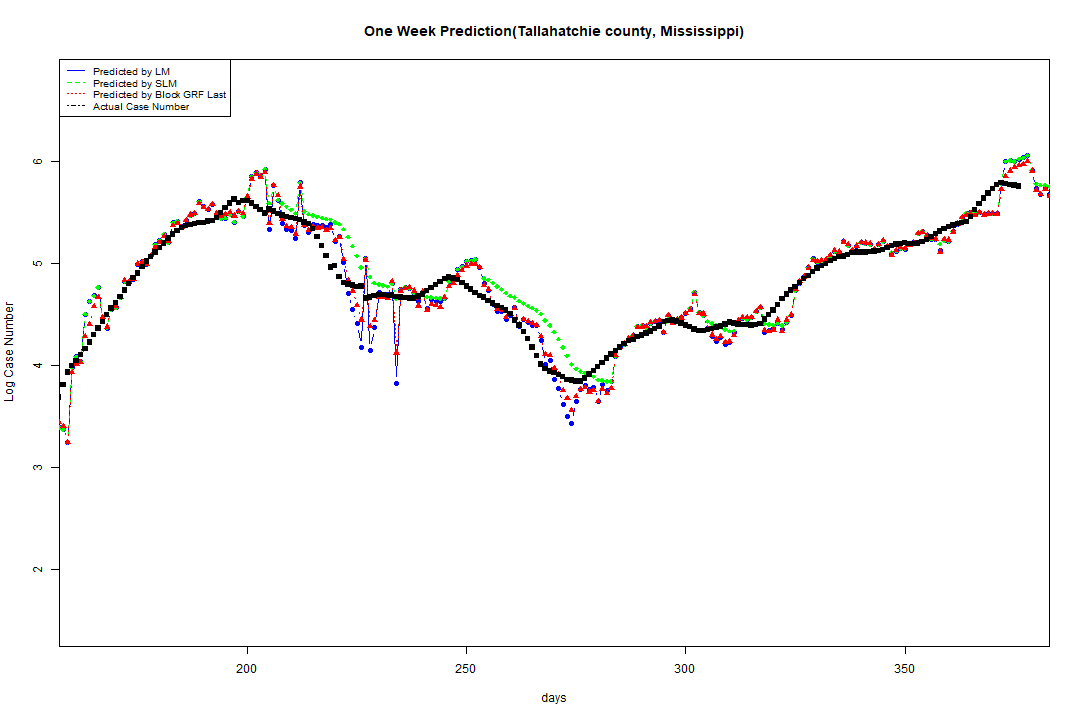 One Week Prediction(Tallahatchie county, Mississippi)
Predicted by LM
Predicted by SLM
Predicted by Block GRF Last
Actual Case Number
6
5
4
3
2
Log Case Number
200
250
300
350
days